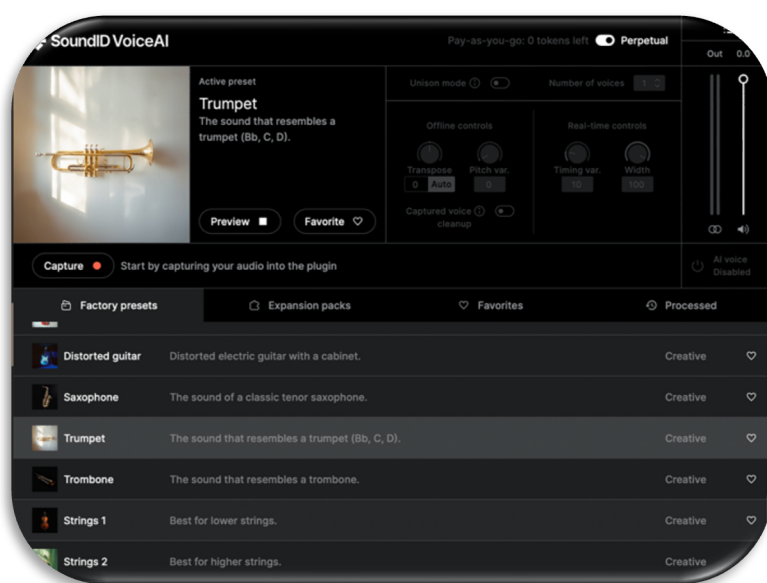 SoundID VoiceAI
Pay-as-you-go: 0 tokens left Perpetual
Out 0.0
Active preset
Trumpet
The sound that resembles a
trumpet (Bb, C, D).
Preview
Favorite
Unison mode
Number of voices 1
Offline controls
Real-time controls
Transpose Pitch var. Timing var. Width
0 Auto 0 10 100
Captured voice
cleanup
Capture Start by capturing your audio into the plugin
AI voice
Disabled
Factory presets Expansion packs Favorites Processed
Distorted guitar Distorted electric guitar with a cabinet. Creative
Saxophone The sound of a classic tenor saxophone. Creative
Trumpet The sound that resembles a trumpet (Bb, C, D). Creative
Trombone The sound that resembles a trombone. Creative
Strings 1 Best for lower strings. Creative
Strings 2 Best for higher strings. Creative